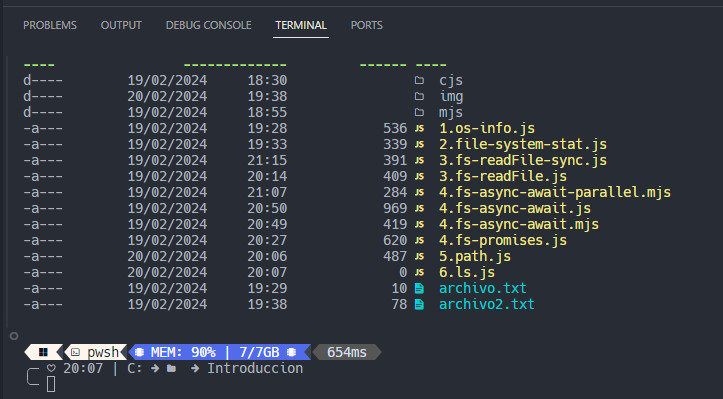 PROBLEMS OUTPUT DEBUG CONSOLE TERMINAL PORTS
---- ------------- ------ ----
d---- 19/02/2024 18:30 cjs
d---- 20/02/2024 19:38 img
d---- 19/02/2024 18:55 mjs
-a--- 19/02/2024 19:28 536 JS 1.os-info.js
-a--- 19/02/2024 19:33 339 JS 2.file-system-stat.js
-a--- 19/02/2024 21:15 391 JS 3.fs-readFile-sync.js
-a--- 19/02/2024 20:14 409 JS 3.fs-readFile.js
-a--- 19/02/2024 21:07 284 JS 4.fs-async-await-parallel.mjs
-a--- 19/02/2024 20:50 969 JS 4.fs-async-await.js
-a--- 19/02/2024 20:49 419 JS 4.fs-async-await.mjs
-a--- 19/02/2024 20:27 620 JS 4.fs-promises.js
-a--- 20/02/2024 20:06 487 JS 5.path.js
-a--- 20/02/2024 20:07 0 JS 6.ls.js
-a--- 19/02/2024 19:29 10 archivo.txt
-a--- 19/02/2024 19:38 78 archivo2.txt
pwsh MEM: 90% | 7/7GB 654ms
♡ 20:07 | C: → → Introduccion